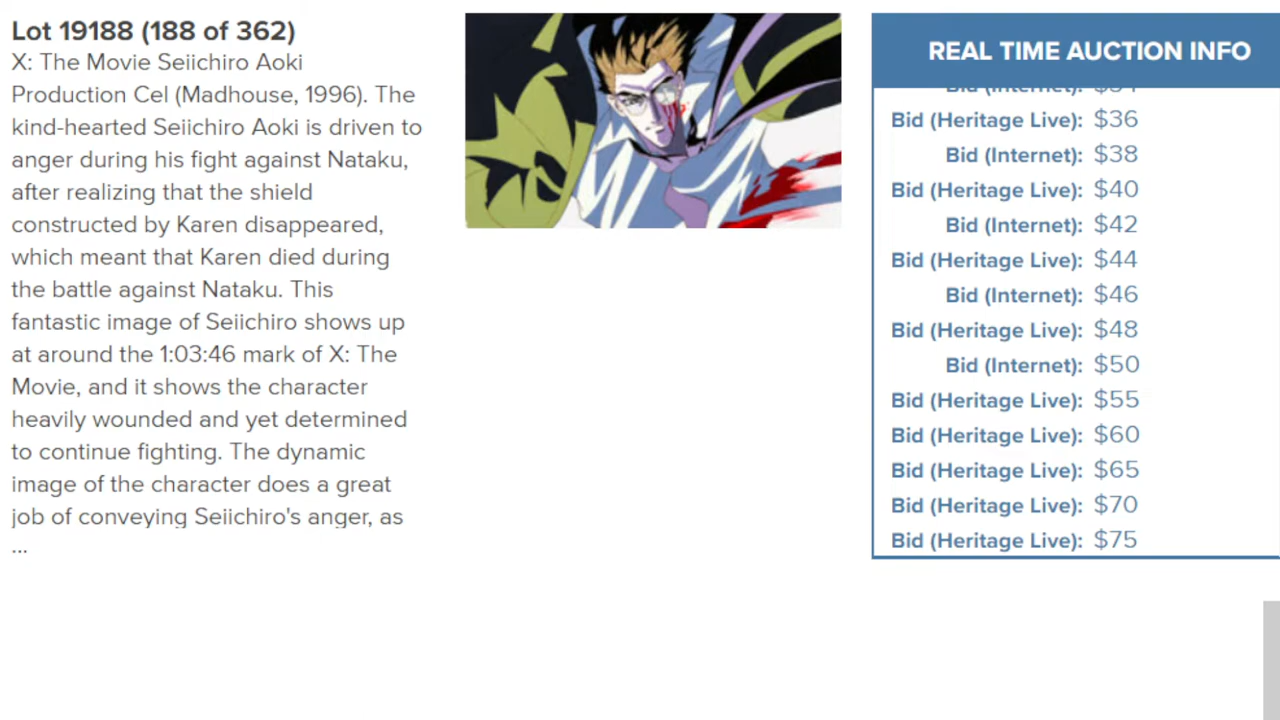 Lot 19188 (188 of 362)
X: The Movie Seiichiro Aoki
Production Cel (Madhouse, 1996). The
kind-hearted Seiichiro Aoki is driven to
anger during his fight against Nataku,
after realizing that the shield
constructed by Karen disappeared,
which meant that Karen died during
the battle against Nataku. This
fantastic image of Seiichiro shows up
at around the 1:03:46 mark of X: The
Movie, and it shows the character
heavily wounded and yet determined
to continue fighting. The dynamic
image of the character does a great
job of conveying Seiichiro's anger, as
...
REAL TIME AUCTION INFO
Bid (Internet): $34
Bid (Heritage Live): $36
Bid (Internet): $38
Bid (Heritage Live): $40
Bid (Internet): $42
Bid (Heritage Live): $44
Bid (Internet): $46
Bid (Heritage Live): $48
Bid (Internet): $50
Bid (Heritage Live): $55
Bid (Heritage Live): $60
Bid (Heritage Live): $65
Bid (Heritage Live): $70
Bid (Heritage Live): $75